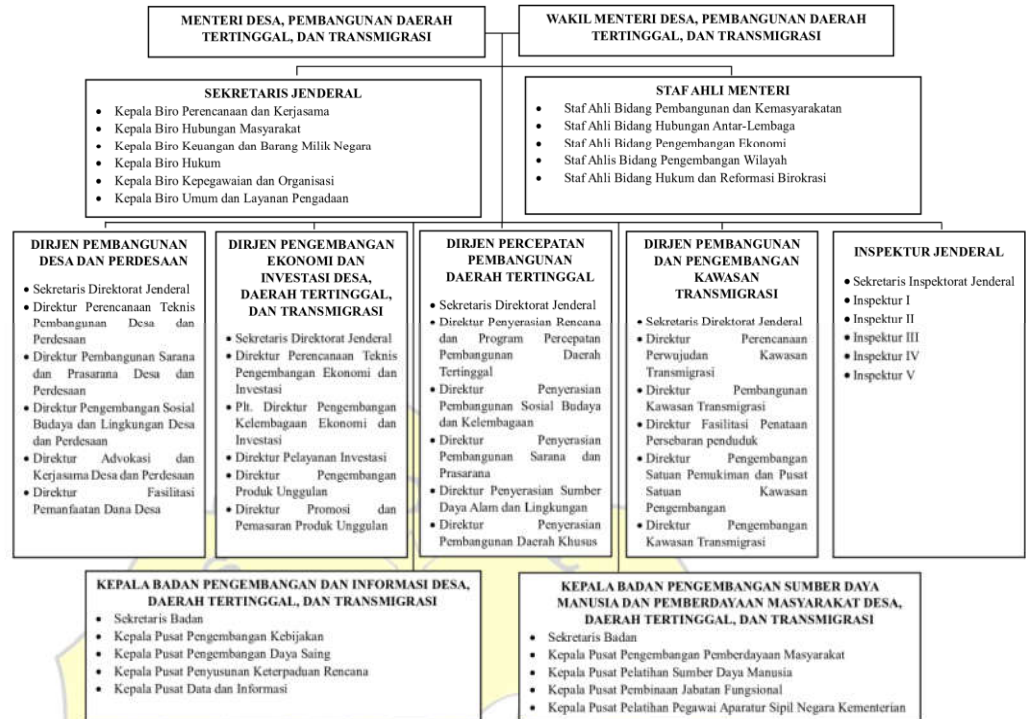 MENTERI DESA, PEMBANGUNAN DAERAH
TERTINGGAL, DAN TRANSMIGRASI
WAKIL MENTERI DESA, PEMBANGUNAN DAERAH
TERTINGGAL, DAN TRANSMIGRASI
SEKRETARIS JENDERAL
• Kepala Biro Perencanaan dan Kerjasama
• Kepala Biro Hubungan Masyarakat
• Kepala Biro Keuangan dan Barang Milik Negara
• Kepala Biro Hukum
• Kepala Biro Kepegawaian dan Organisasi
• Kepala Biro Umum dan Layanan Pengadaan
STAF AHLI MENTERI
• Staf Ahli Bidang Pembangunan dan Kemasyarakatan
• Staf Ahli Bidang Hubungan Antar-Lembaga
• Staf Ahli Bidang Pengembangan Ekonomi
• Staf Ahlis Bidang Pengembangan Wilayah
• Staf Ahli Bidang Hukum dan Reformasi Birokrasi
DIRJEN PEMBANGUNAN
DESA DAN PERDESAAN
• Sekretaris Direktorat Jenderal
• Direktur Perencanaan Teknis
Pembangunan Desa dan
Perdesaan
• Direktur Pembangunan Sarana
dan Prasarana Desa dan
Perdesaan
• Direktur Pengembangan Sosial
Budaya dan Lingkungan Desa
dan Perdesaan
• Direktur Advokasi dan
Kerjasama Desa dan Perdesaan
• Direktur Fasilitasi
Pemanfaatan Dana Desa
DIRJEN PENGEMBANGAN
EKONOMI DAN
INVESTASI DESA,
DAERAH TERTINGGAL,
DAN TRANSMIGRASI
• Sekretaris Direktorat Jenderal
• Direktur Perencanaan Teknis
Pengembangan Ekonomi dan
Investasi
• Plt. Direktur Pengembangan
Kelembagaan Ekonomi dan
Investasi
• Direktur Pelayanan Investasi
• Direktur Pengembangan
Produk Unggulan
• Direktur Promosi dan
Pemasaran Produk Unggulan
DIRJEN PERCEPATAN
PEMBANGUNAN
DAERAH TERTINGGAL
• Sekretaris Direktorat Jenderal
• Direktur Penyerasian Rencana
dan Program Percepatan
Pembangunan Daerah
Tertinggal
• Direktur Penyerasian
Pembangunan Sosial Budaya
dan Kelembagaan
• Direktur Penyerasian
Pembangunan Sarana dan
Prasarana
• Direktur Penyerasian Sumber
Daya Alam dan Lingkungan
• Direktur Penyerasian
Pembangunan Daerah Khusus
DIRJEN PEMBANGUNAN
DAN PENGEMBANGAN
KAWASAN
TRANSMIGRASI
• Sekretaris Direktorat Jenderal
• Direktur Perencanaan
Perwujudan Kawasan
Transmigrasi
• Direktur Pembangunan
Kawasan Transmigrasi
• Direktur Fasilitasi Penataan
Persebaran penduduk
• Direktur Pengembangan
Satuan Pemukiman dan Pusat
Satuan Kawasan
Pengembangan
• Direktur Pengembangan
Kawasan Transmigrasi
INSPEKTUR JENDERAL
• Sekretaris Inspektorat Jenderal
• Inspektur I
• Inspektur II
• Inspektur III
• Inspektur IV
• Inspektur V
KEPALA BADAN PENGEMBANGAN DAN INFORMASI DESA,
DAERAH TERTINGGAL, DAN TRANSMIGRASI
• Sekretaris Badan
• Kepala Pusat Pengembangan Kebijakan
• Kepala Pusat Pengembangan Daya Saing
• Kepala Pusat Penyusunan Keterpaduan Rencana
• Kepala Pusat Data dan Informasi
KEPALA BADAN PENGEMBANGAN SUMBER DAYA
MANUSIA DAN PEMBERDAYAAN MASYARAKAT DESA,
DAERAH TERTINGGAL, DAN TRANSMIGRASI
• Sekretaris Badan
• Kepala Pusat Pengembangan Pemberdayaan Masyarakat
• Kepala Pusat Pelatihan Sumber Daya Manusia
• Kepala Pusat Pembinaan Jabatan Fungsional
• Kepala Pusat Pelatihan Pegawai Aparatur Sipil Negara Kementerian